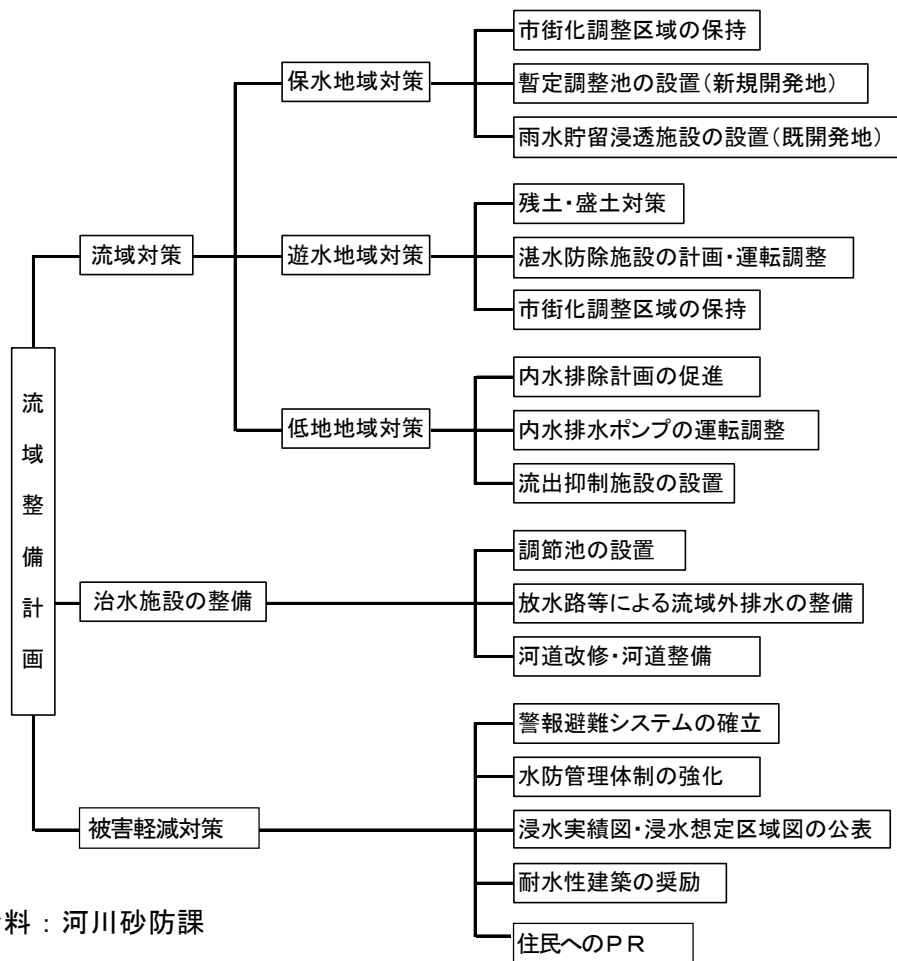 流域整備計画
流域対策
保水地域対策
市街化調整区域の保持
暫定調整池の設置(新規開発地)
雨水貯留浸透施設の設置(既開発地)
遊水地域対策
残土・盛土対策
湛水防除施設の計画・運転調整
市街化調整区域の保持
低地地域対策
内水排除計画の促進
内水排水ポンプの運転調整
流出抑制施設の設置
治水施設の整備
調節池の設置
放水路等による流域外排水の整備
河道改修・河道整備
被害軽減対策
警報避難システムの確立
水防管理体制の強化
浸水実績図・浸水想定区域図の公表
耐水性建築の奨励
住民へのPR
料：河川砂防課